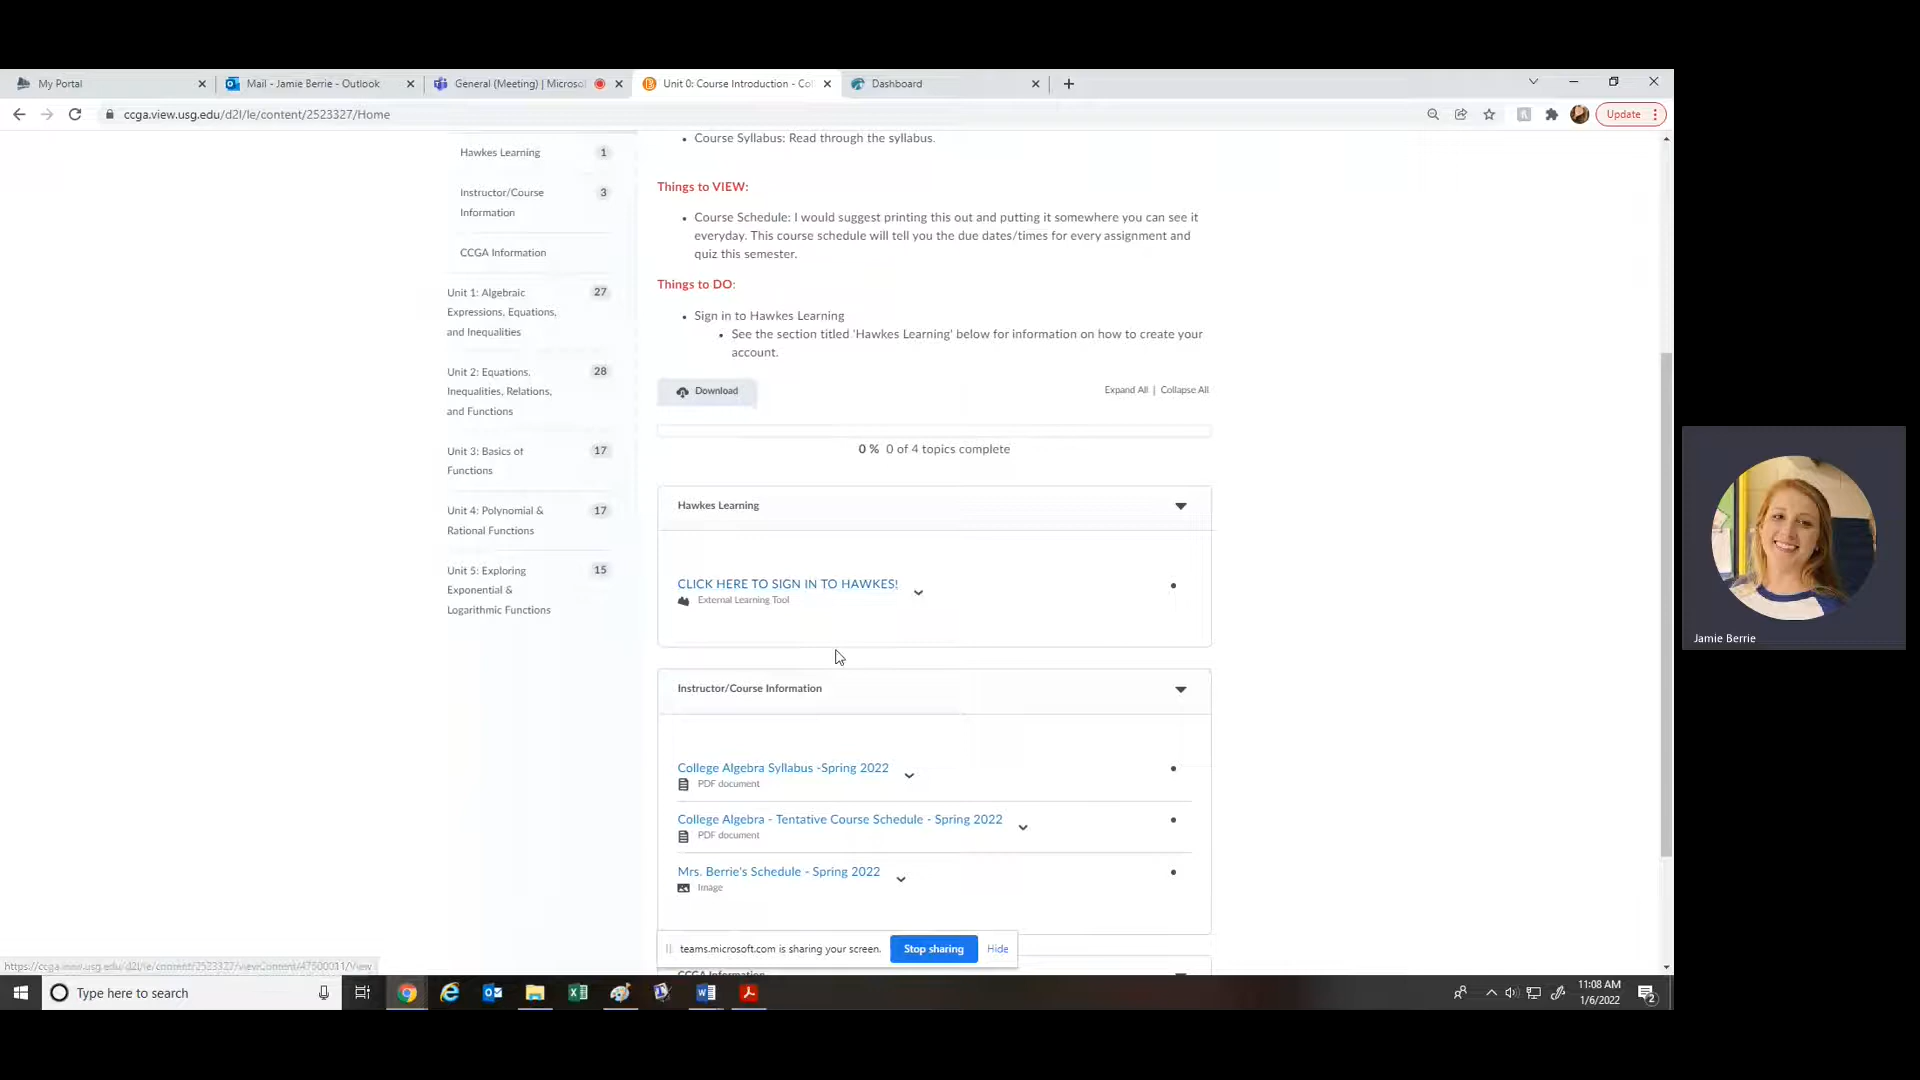 My Portal
Mail - Jamie Berrie - Outlook
General (Meeting) | Microso
Unit 0: Course Introduction - Co
Dashboard
ccga.view.usg.edu/d2l/le/content/2523327/Home
Update
Hawkes Learning 1
Instructor/Course
Information
3
CCGA Information
Unit 1: Algebraic
Expressions, Equations,
and Inequalities
27
Unit 2: Equations,
Inequalities, Relations,
and Functions
28
Unit 3: Basics of
Functions
17
Unit 4: Polynomial &
Rational Functions
17
Unit 5: Exploring
Exponential &
Logarithmic Functions
15
Course Syllabus: Read through the syllabus.
Things to VIEW:
Course Schedule: I would suggest printing this out and putting it somewhere you can see it
everyday. This course schedule will tell you the due dates/times for every assignment and
quiz this semester.
Things to DO:
Sign in to Hawkes Learning
See the section titled 'Hawkes Learning' below for information on how to create your
account.
Download
Expand All | Collapse All
0 % 0 of 4 topics complete
Hawkes Learning
CLICK HERE TO SIGN IN TO HAWKES!
External Learning Tool
Instructor/Course Information
College Algebra Syllabus -Spring 2022
PDF document
College Algebra - Tentative Course Schedule - Spring 2022
PDF document
Mrs. Berrie's Schedule - Spring 2022
Image
teams.microsoft.com is sharing your screen.
Stop sharing
Hide
CCGA Information
Jamie Berrie
Type here to search
11:08 AM
1/6/2022
2